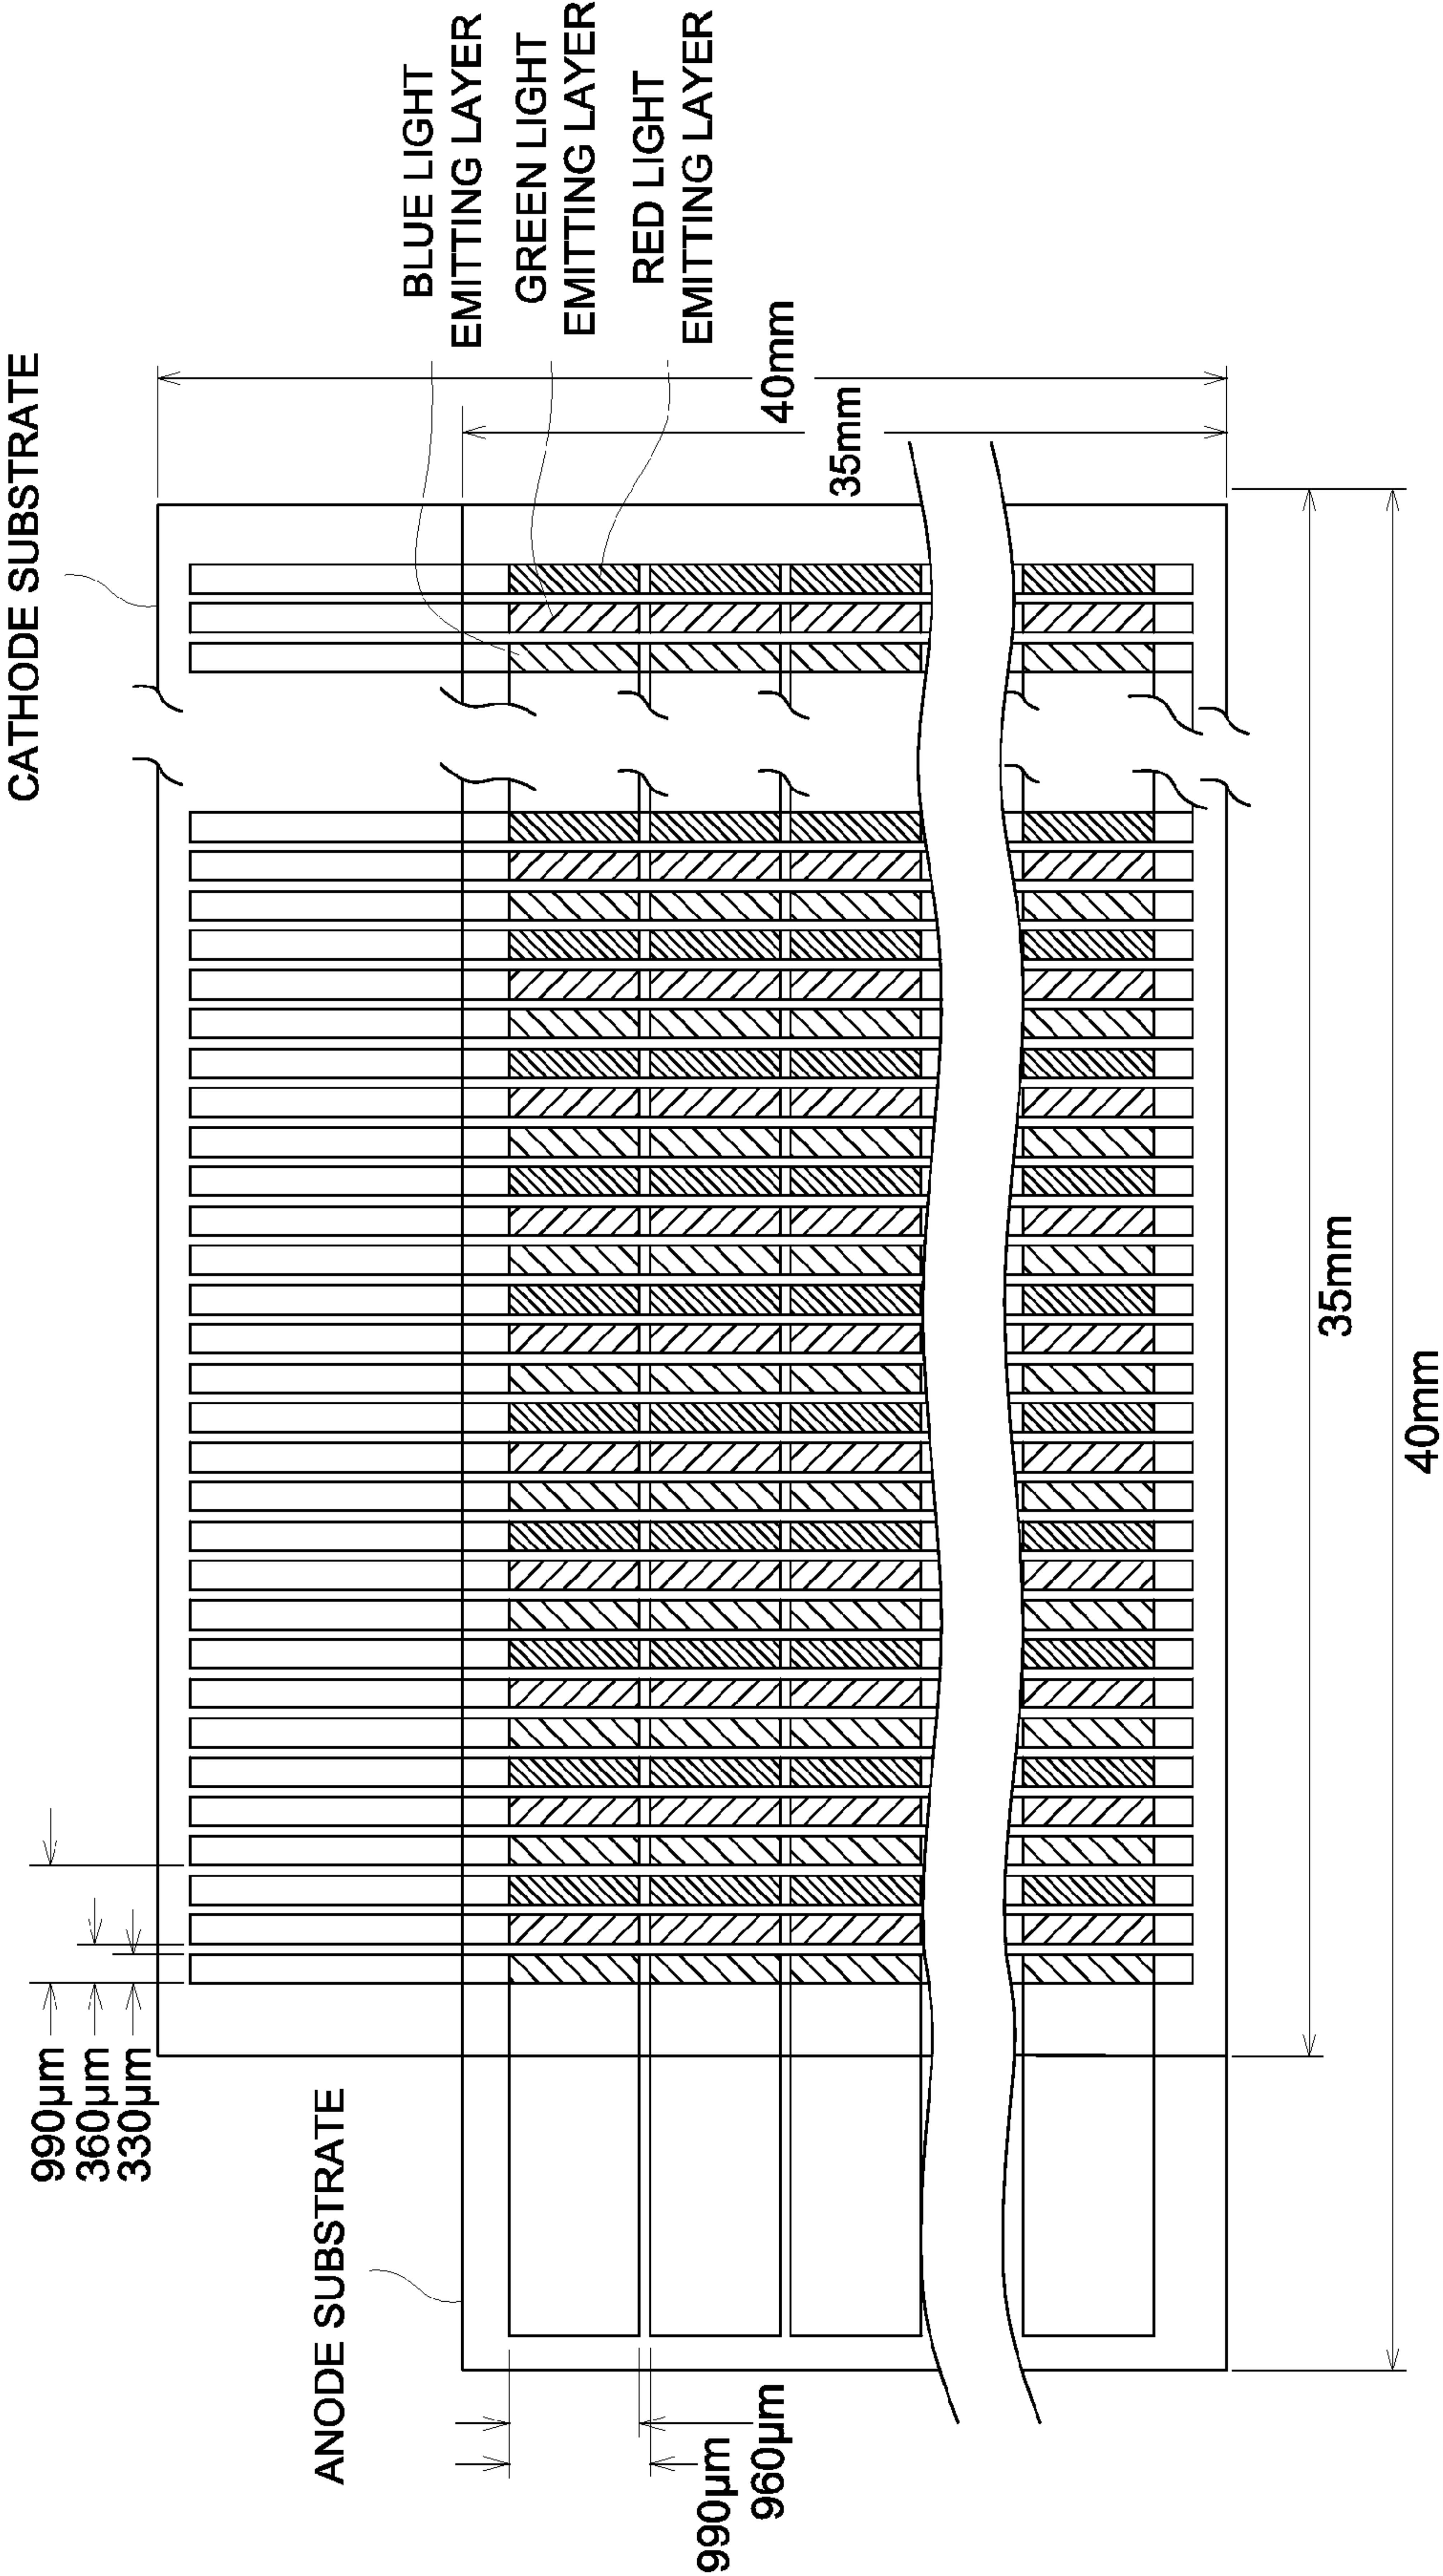 CATHODE SUBSTRATE
BLUE LIGHT
EMITTING LAYER
GREEN LIGHT
EMITTING LAYER
RED LIGHT
EMITTING LAYER
40mm
35mm
990µm
360µm
330µm
ANODE SUBSTRATE
990µm
960µm
35mm
40mm